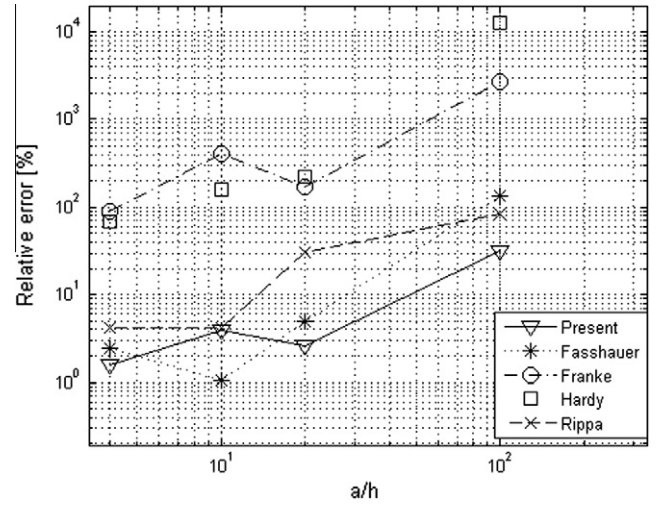 10^4
10^3
10^2
10^1
10^0
Relative error [%]
10^1
10^2
a/h
Present
Fasshauer
Franke
Hardy
Rippa